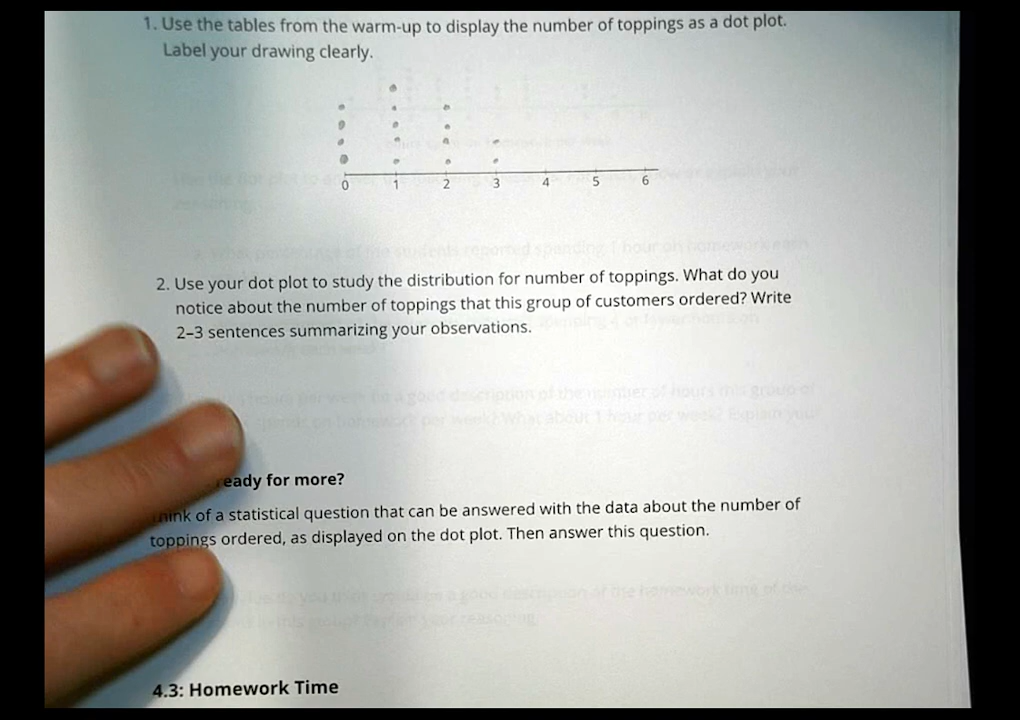 1. Use the tables from the warm-up to display the number of toppings as a dot plot.
Label your drawing clearly.
0 1 2 3 4 5 6
2. Use your dot plot to study the distribution for number of toppings. What do you
notice about the number of toppings that this group of customers ordered? Write
2–3 sentences summarizing your observations.
eady for more?
hink of a statistical question that can be answered with the data about the number of
toppings ordered, as displayed on the dot plot. Then answer this question.
4.3: Homework Time